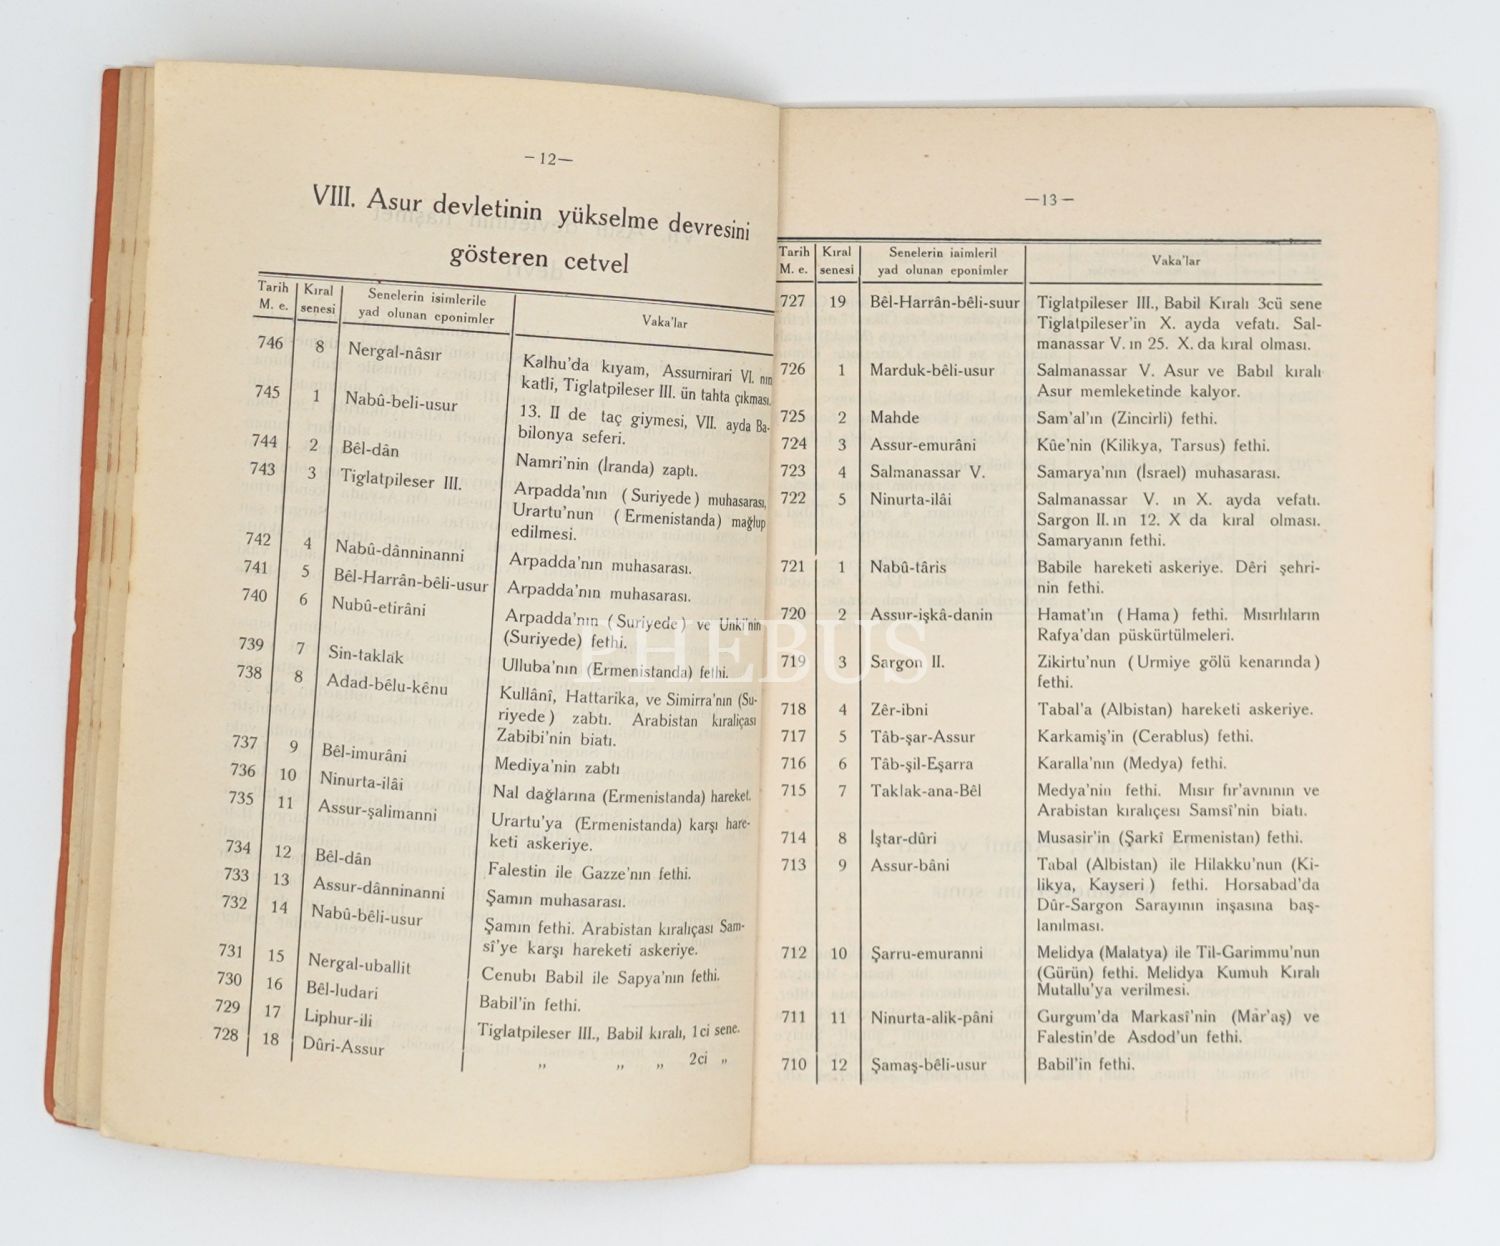 —12—
VIII. Asur devletinin yükselme devresini
gösteren cetvel
Tarih M. e. | Kıral senesi | Senelerin isimlerile yad olunan eponimler | Vaka'lar
746 8 Nergal-nâsır Kalhu'da kıyam, Assurnirari VI. nın
katli, Tiglatpileser III. ün tahta çıkması.
745 1 Nabû-beli-usur 13. II de taç giymesi, VII. ayda Ba-
bilonya seferi.
744 2 Bêl-dân Namri'nin (İranda) zaptı.
743 3 Tiglatpileser III. Arpadda'nın (Suriyede) muhasarası,
Urartu'nun (Ermenistanda) mağlup
edilmesi.
742 4 Nabû-dânninanni Arpadda'nın muhasarası.
741 5 Bêl-Harrân-bêli-usur Arpadda'nın muhasarası.
740 6 Nubû-etirâni Arpadda'nın (Suriyede) ve Unki'nin
(Suriyede) fethi.
739 7 Sin-taklak Ulluba'nın (Ermenistanda) fethi.
738 8 Adad-bêlu-kênu Kullânî, Hattarika, ve Simirra'nın (Su-
riyede) zabtı. Arabistan kıraliçası
Zabibi'nin biatı.
737 9 Bêl-imurâni Mediya'nin zabtı
736 10 Ninurta-ilâi Nal dağlarına (Ermenistanda) hareket.
735 11 Assur-şalimanni Urartu'ya (Ermenistanda) karşı hare-
keti askeriye.
734 12 Bêl-dân Falestin ile Gazze'nın fethi.
733 13 Assur-dânninanni Şamın muhasarası.
732 14 Nabû-bêli-usur Şamın fethi. Arabistan kıraliçası Sam-
sî'ye karşı hareketi askeriye.
731 15 Nergal-uballit Cenubı Babil ile Sapya'nın fethi.
730 16 Bêl-ludari Babil'in fethi.
729 17 Liphur-ili Tiglatpileser III., Babil kıralı, 1ci sene.
728 18 Dûri-Assur „ „ „ 2ci „
—13—
Tarih M. e. | Kıral senesi | Senelerin iaimleril yad olunan eponimler | Vaka'lar
727 19 Bêl-Harrân-bêli-suur Tiglatpileser III., Babil Kıralı 3cü sene
Tiglatpileser'in X. ayda vefatı. Sal-
manassar V. ın 25. X. da kıral olması.
726 1 Marduk-bêli-usur Salmanassar V. Asur ve Babıl kıralı
Asur memleketinde kalyor.
725 2 Mahde Sam'al'ın (Zincirli) fethi.
724 3 Assur-emurâni Kûe'nin (Kilikya, Tarsus) fethi.
723 4 Salmanassar V. Samarya'nın (İsrael) muhasarası.
722 5 Ninurta-ilâi Salmanassar V. ın X. ayda vefatı.
Sargon II. ın 12. X da kıral olması.
Samaryanın fethi.
721 1 Nabû-târis Babile hareketi askeriye. Dêri şehri-
nin fethi.
720 2 Assur-işkâ-danin Hamat'ın (Hama) fethi. Mısırlıların
Rafya'dan püskürtülmeleri.
719 3 Sargon II. Zikirtu'nun (Urmiye gölü kenarında)
fethi.
718 4 Zêr-ibni Tabal'a (Albistan) hareketi askeriye.
717 5 Tâb-şar-Assur Karkamiş'in (Cerablus) fethi.
716 6 Tâb-şil-Eşarra Karalla'nın (Medya) fethi.
715 7 Taklak-ana-Bêl Medya'nin fethi. Mısır fır'avnının ve
Arabistan kıralıçesi Samsî'nin biatı.
714 8 İştar-dûri Musasir'in (Şarkî Ermenistan) fethi.
713 9 Assur-bâni Tabal (Albistan) ile Hilakku'nun (Ki-
likya, Kayseri) fethi. Horsabad'da
Dûr-Sargon Sarayının inşasına baş-
lanılması.
712 10 Şarru-emuranni Melidya (Malatya) ile Til-Garimmu'nun
(Gürün) fethi. Melidya Kumuh Kıralı
Mutallu'ya verilmesi.
711 11 Ninurta-alik-pâni Gurgum'da Markasî'nin (Mar'aş) ve
Falestin'de Asdod'un fethi.
710 12 Şamaş-bêli-usur Babil'in fethi.
PHEBUS